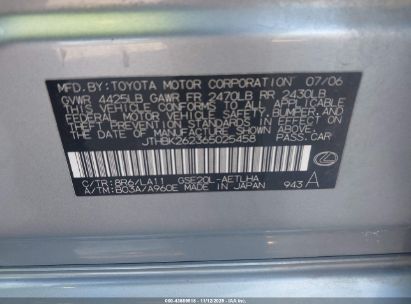 MFD.BY:TOYOTA MOTOR CORPORATION 07/06
GVWR 4425LB GAWR FR 2470LB RR 2430LB
THIS VEHICLE CONFORMS TO ALL APPLICABLE
FEDERAL MOTOR VEHICLE SAFETY, BUMPER, AND
THEFT PREVENTION STANDARDS IN EFFECT ON
THE DATE OF MANUFACTURE SHOWN ABOVE.
JTHBK262365025458 PASS.CAR
C/TR:8R6/LA11 GSE20L-AETLHA
A/TM:B03A/A960E MADE IN JAPAN 943 A